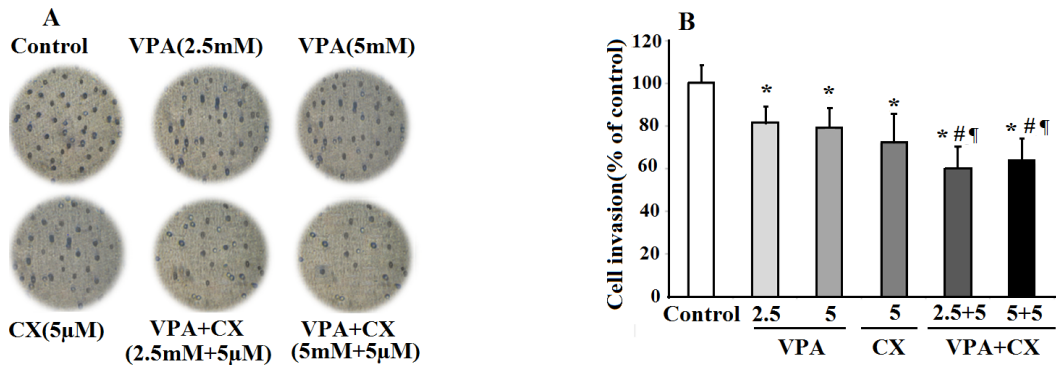 A
Control VPA(2.5mM) VPA(5mM)
CX(5µM) VPA+CX VPA+CX
(2.5mM+5µM) (5mM+5µM)
B
Cell invasion(% of control)
120
100
80
60
40
20
0
* * * * # ¶ * # ¶
Control 2.5 5 5 2.5+5 5+5
VPA CX VPA+CX